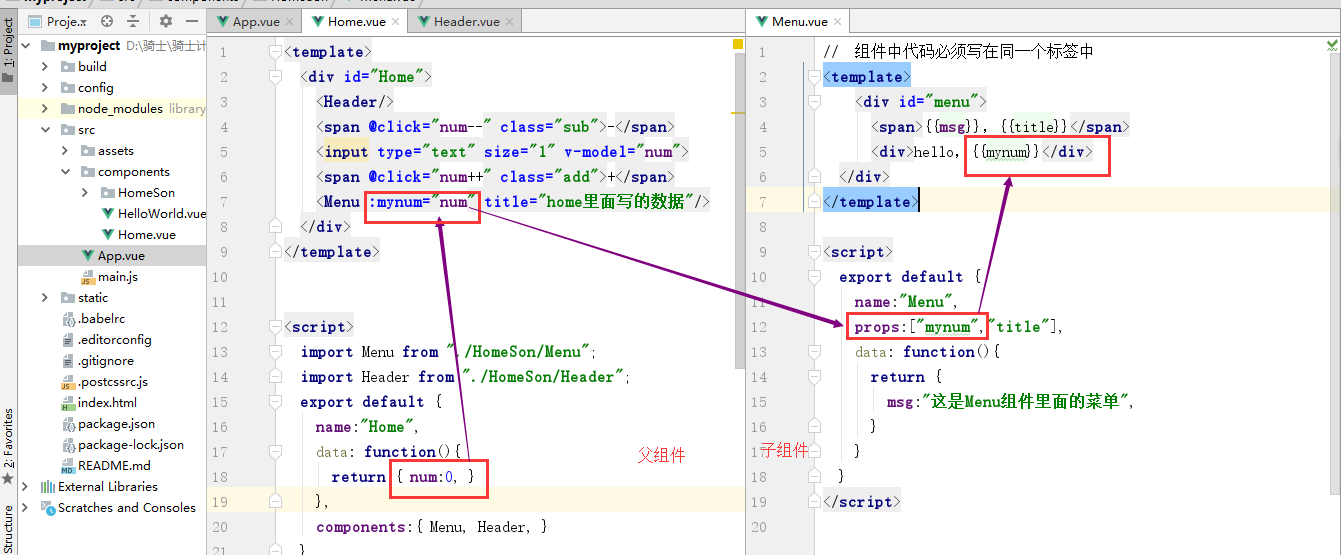 myproject src components HomeSon Menu.vue
1: Project
Proje.
myproject D:\骑士\骑士计
build
config
node_modules library
src
assets
components
HomeSon
HelloWorld.vue
Home.vue
App.vue
main.js
static
.babelrc
.editorconfig
.gitignore
.postcssrc.js
index.html
package.json
package-lock.json
README.md
External Libraries
Scratches and Consoles
2: Favorites
Structure
App.vue
Home.vue
Header.vue
1 <template>
2 <div id="Home">
3 <Header/>
4 <span @click="num--" class="sub">-</span>
5 <input type="text" size="1" v-model="num">
6 <span @click="num++" class="add">+</span>
7 <Menu :mynum="num" title="home里面写的数据"/>
8 </div>
9 </template>
10
11
12 <script>
13 import Menu from "./HomeSon/Menu";
14 import Header from "./HomeSon/Header";
15 export default {
16 name:"Home",
17 data: function(){
18 return { num:0, }
19 },
20 components:{ Menu, Header, }
21 }
父组件
Menu.vue
1 // 组件中代码必须写在同一个标签中
2 <template>
3 <div id="menu">
4 <span>{{msg}}, {{title}}</span>
5 <div>hello, {{mynum}}</div>
6 </div>
7 </template>
8
9 <script>
10 export default {
11 name:"Menu",
12 props:["mynum","title"],
13 data: function(){
14 return {
15 msg:"这是Menu组件里面的菜单",
16 }
17 }
18 }
19 </script>
20
子组件